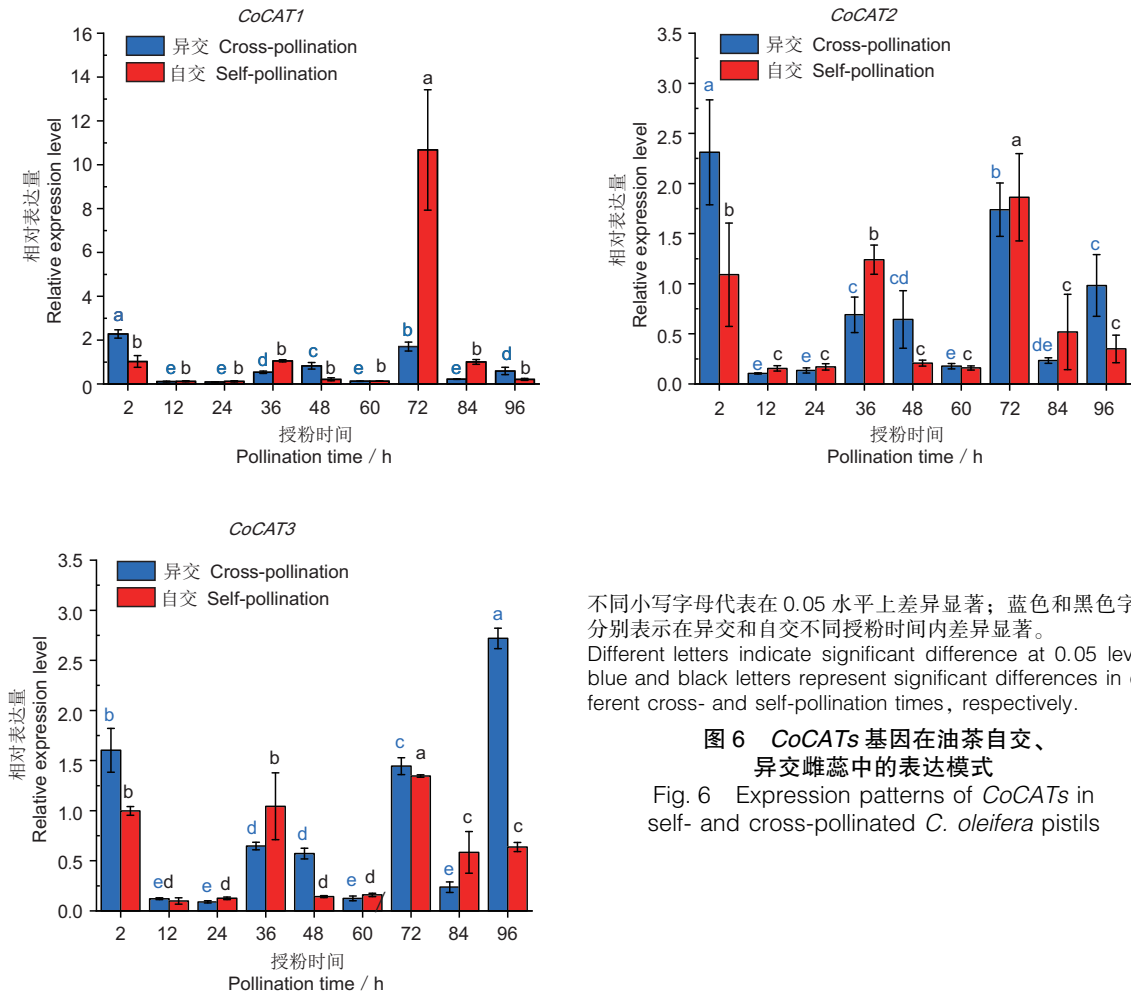 CoCAT1
16
14
12
10
8
6
4
2
0
相对表达量
Relative expression level
异交 Cross-pollination
自交 Self-pollination
a b e b e b d b c b e b b a e b c b
2 12 24 36 48 60 72 84 96
授粉时间
Pollination time / h
CoCAT2
3.5
3.0
2.5
2.0
1.5
1.0
0.5
0.0
相对表达量
Relative expression level
异交 Cross-pollination
自交 Self-pollination
a b e c e c c b cd c e c b a de c c c
2 12 24 36 48 60 72 84 96
授粉时间
Pollination time / h
CoCAT3
3.5
3.0
2.5
2.0
1.5
1.0
0.5
0.0
相对表达量
Relative expression level
异交 Cross-pollination
自交 Self-pollination
b b e d e d d b d d e d c a e c a c
2 12 24 36 48 60 72 84 96
授粉时间
Pollination time / h
不同小写字母代表在 0.05 水平上差异显著；蓝色和黑色字
分别表示在异交和自交不同授粉时间内差异显著。
Different letters indicate significant difference at 0.05 lev
blue and black letters represent significant differences in
ferent cross- and self-pollination times, respectively.
图 6 CoCATs 基因在油茶自交、
异交雌蕊中的表达模式
Fig. 6 Expression patterns of CoCATs in
self- and cross-pollinated C. oleifera pistils